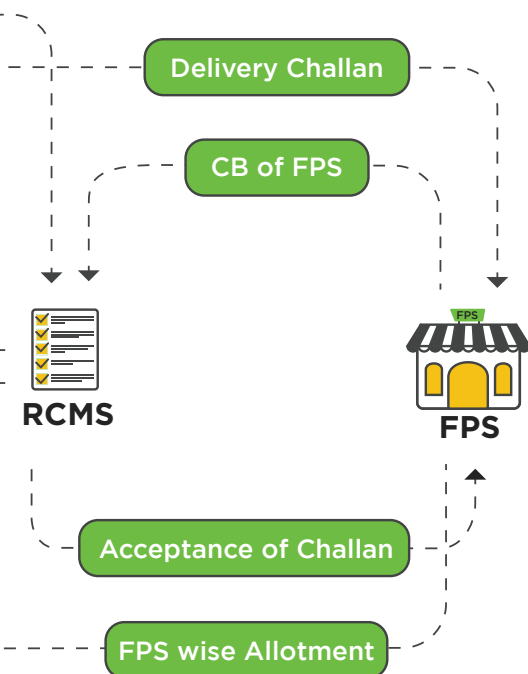 Delivery Challan
CB of FPS
FPS
RCMS
FPS
Acceptance of Challan
FPS wise Allotment